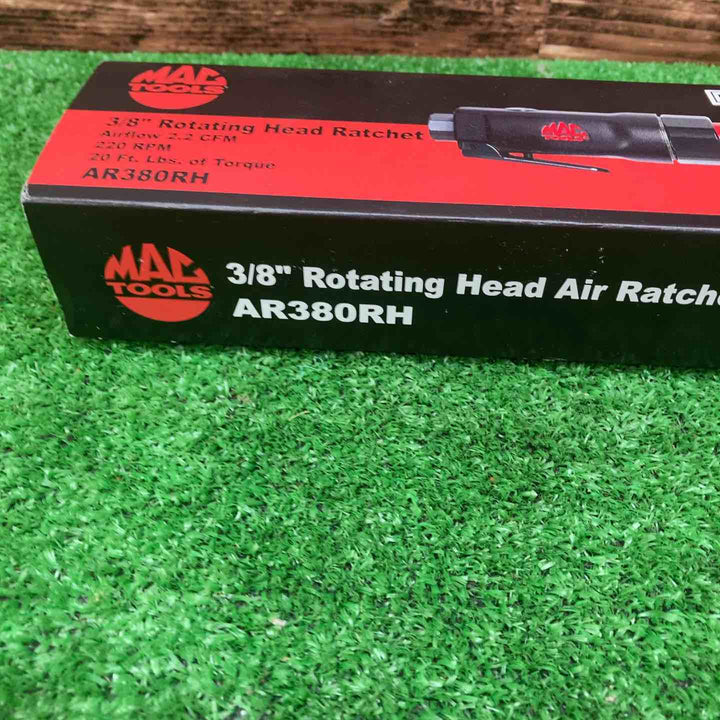 MAC
TOOLS
3/8" Rotating Head Ratchet
Airflow 2.2 CFM
220 RPM
20 Ft. Lbs. of Torque
AR380RH
MAC
TOOLS
MAC
TOOLS
3/8" Rotating Head Air Ratch
AR380RH